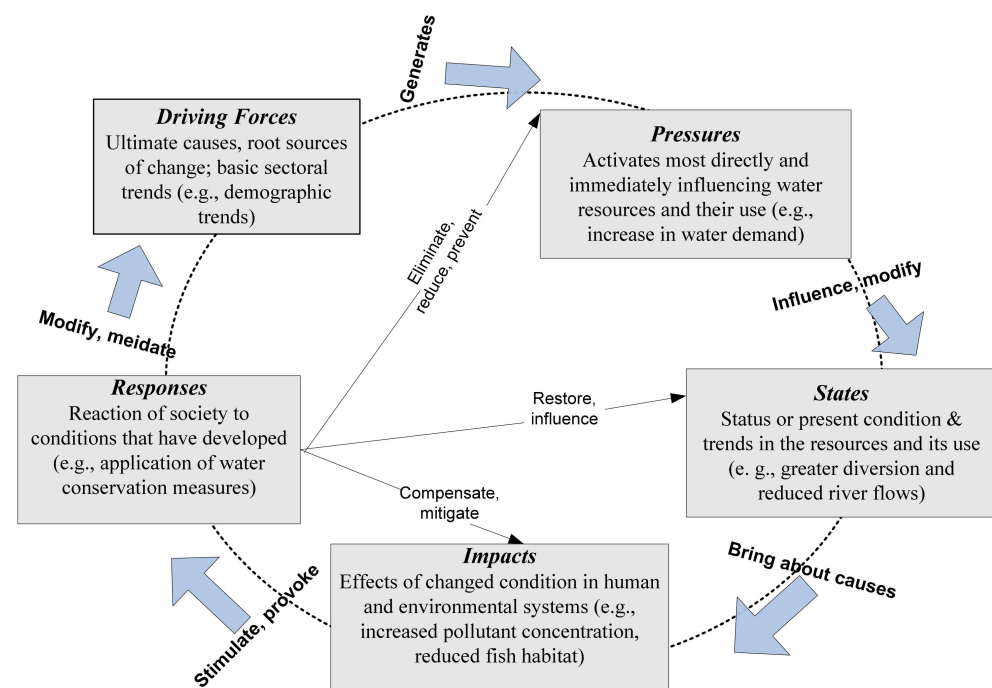 Generates
Driving Forces
Ultimate causes, root sources
of change; basic sectoral
trends (e.g., demographic
trends)
Pressures
Activates most directly and
immediately influencing water
resources and their use (e.g.,
increase in water demand)
Eliminate,
reduce, prevent
Influence, modify
Modify, meidate
Responses
Reaction of society to
conditions that have developed
(e.g., application of water
conservation measures)
Restore,
influence
States
Status or present condition &
trends in the resources and its use
(e. g., greater diversion and
reduced river flows)
Compensate,
mitigate
Bring about causes
Impacts
Effects of changed condition in human
and environmental systems (e.g.,
increased pollutant concentration,
reduced fish habitat)
Stimulate, provoke